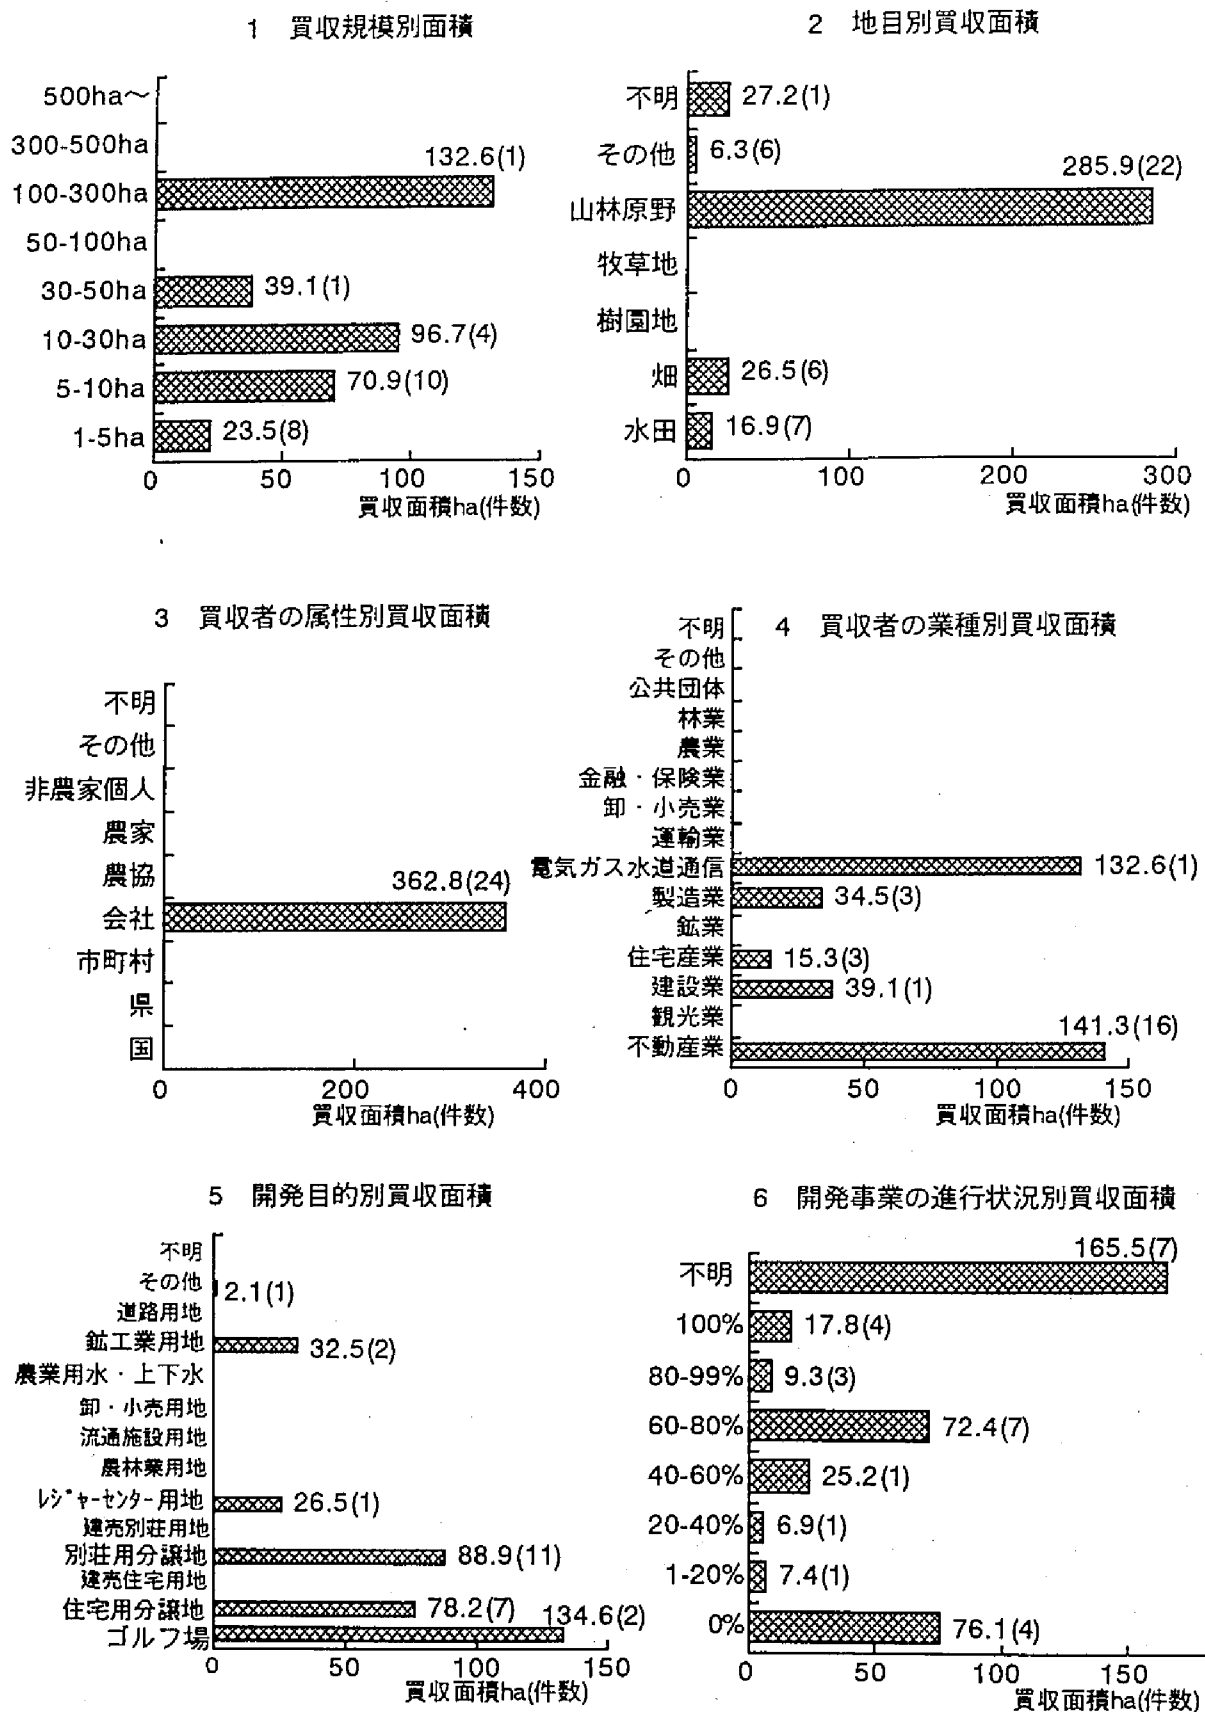 1 買収規模別面積
500ha～
300-500ha
132.6(1)
100-300ha
50-100ha
30-50ha
39.1(1)
10-30ha
96.7(4)
5-10ha
70.9(10)
1-5ha
23.5(8)
0 50 100 150
買収面積ha(件数)
2 地目別買収面積
不明
27.2(1)
その他
6.3(6)
285.9(22)
山林原野
牧草地
樹園地
畑
26.5(6)
水田
16.9(7)
0 100 200 300
買収面積ha(件数)
3 買収者の属性別買収面積
不明
その他
非農家個人
農家
農協
362.8(24)
会社
市町村
県
国
0 200 400
買収面積ha(件数)
4 買収者の業種別買収面積
不明
その他
公共団体
林業
農業
金融・保険業
卸・小売業
運輸業
電気ガス水道通信
132.6(1)
製造業
34.5(3)
鉱業
住宅産業
15.3(3)
建設業
39.1(1)
観光業
141.3(16)
不動産業
0 50 100 150
買収面積ha(件数)
5 開発目的別買収面積
不明
その他
2.1(1)
道路用地
鉱工業用地
32.5(2)
農業用水・上下水
卸・小売用地
流通施設用地
農林業用地
ﾚｼﾞｬｰｾﾝﾀｰ用地
26.5(1)
建売別荘用地
別荘用分譲地
88.9(11)
建売住宅用地
住宅用分譲地
78.2(7)
134.6(2)
ゴルフ場
0 50 100 150
買収面積ha(件数)
6 開発事業の進行状況別買収面積
165.5(7)
不明
100%
17.8(4)
80-99%
9.3(3)
60-80%
72.4(7)
40-60%
25.2(1)
20-40%
6.9(1)
1-20%
7.4(1)
0%
76.1(4)
0 50 100 150
買収面積ha(件数)